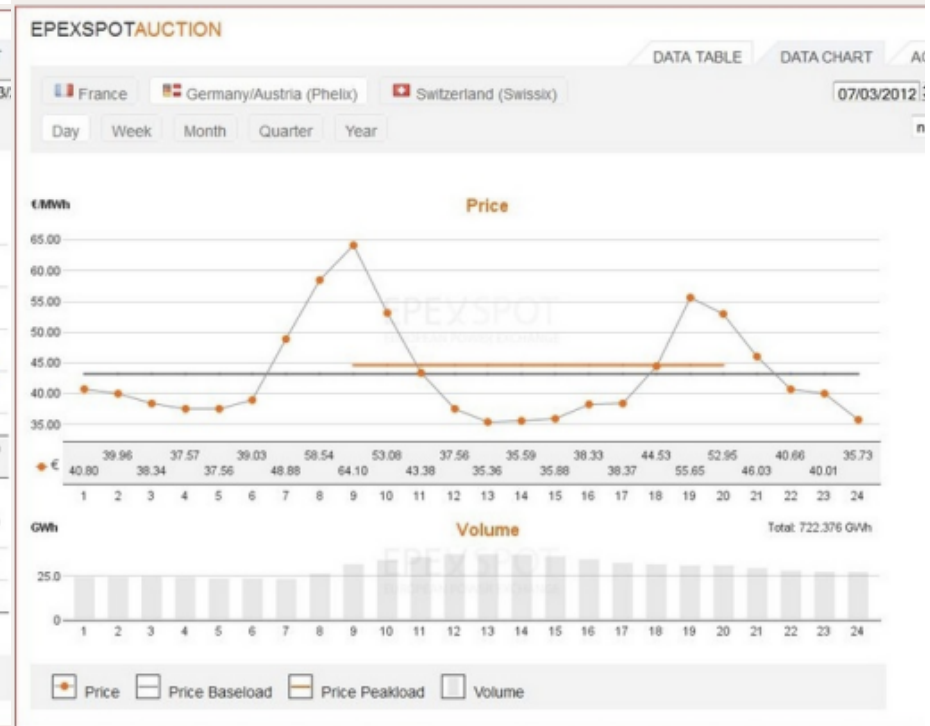 EPEXSPOTAUCTION
DATA TABLE DATA CHART
France Germany/Austria (Phelix) Switzerland (Swissix) 07/03/2012
Day Week Month Quarter Year
€/MWh Price
65.00
60.00
55.00
50.00
45.00
40.00
35.00
EPEXSPOT
EUROPEAN POWER EXCHANGE
39.96 37.57 39.03 58.54 53.08 37.56 35.59 38.33 44.53 52.95 40.66 35.73
€ 40.80 38.34 37.56 48.88 64.10 43.38 35.36 35.88 38.37 55.65 46.03 40.01
1 2 3 4 5 6 7 8 9 10 11 12 13 14 15 16 17 18 19 20 21 22 23 24
GWh Volume Total: 722.376 GWh
EPEXSPOT
25.0
0
1 2 3 4 5 6 7 8 9 10 11 12 13 14 15 16 17 18 19 20 21 22 23 24
Price Price Baseload Price Peakload Volume